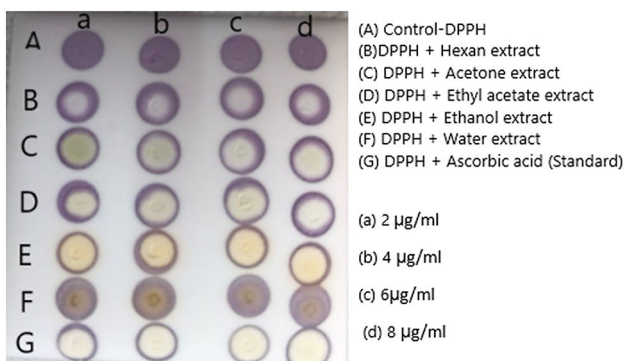 a b c d
A
B
C
D
E
F
G
(A) Control-DPPH
(B)DPPH + Hexan extract
(C) DPPH + Acetone extract
(D) DPPH + Ethyl acetate extract
(E) DPPH + Ethanol extract
(F) DPPH + Water extract
(G) DPPH + Ascorbic acid (Standard)
(a) 2 µg/ml
(b) 4 µg/ml
(c) 6µg/ml
(d) 8 µg/ml